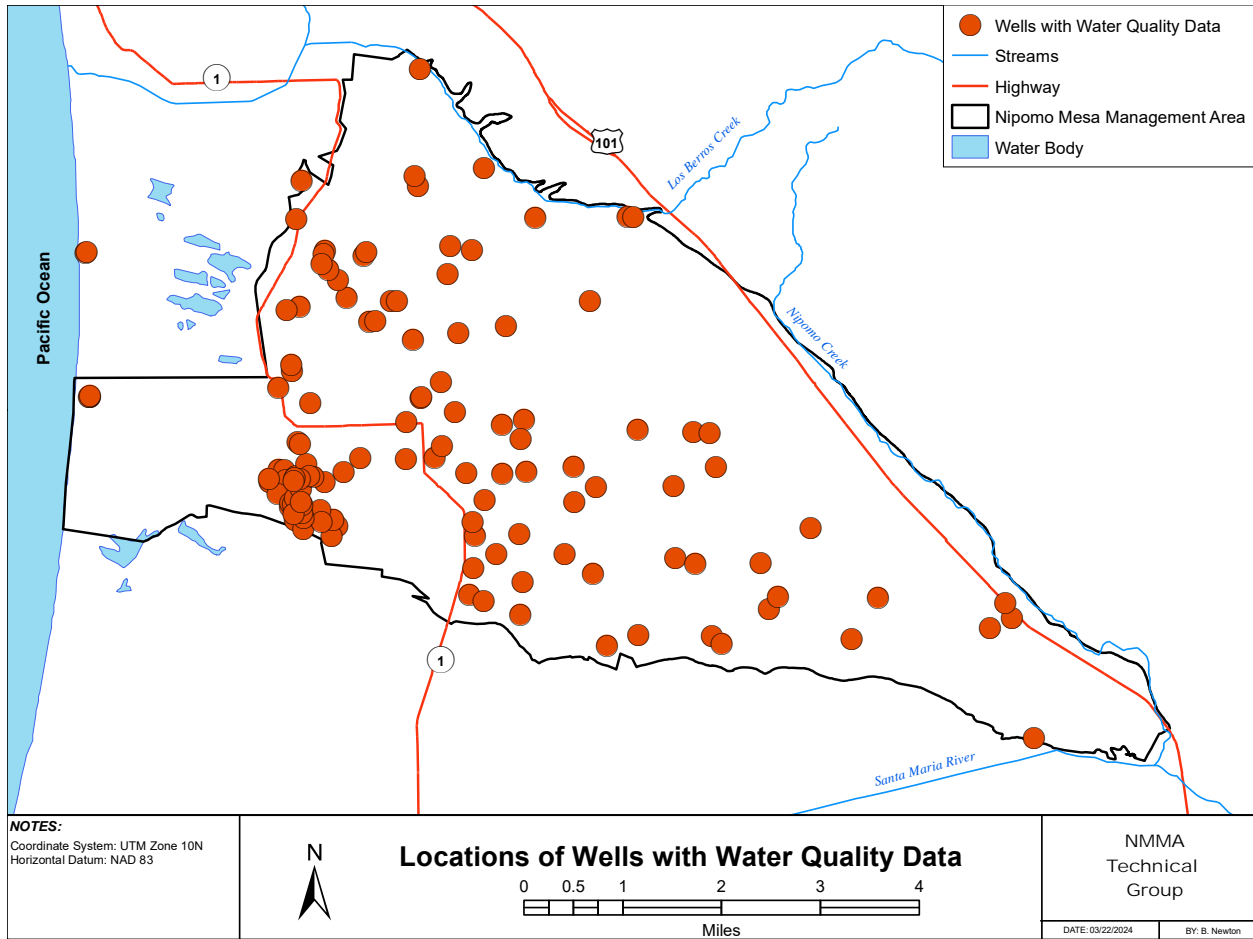 Wells with Water Quality Data
Streams
Highway
Nipomo Mesa Management Area
Water Body
1
101
Los Berros Creek
Pacific Ocean
Nipomo Creek
1
Santa Maria River
NOTES:
Coordinate System: UTM Zone 10N
Horizontal Datum: NAD 83
N
Locations of Wells with Water Quality Data
0 0.5 1 2 3 4
Miles
NMMA
Technical
Group
DATE: 03/22/2024
BY: B. Newton